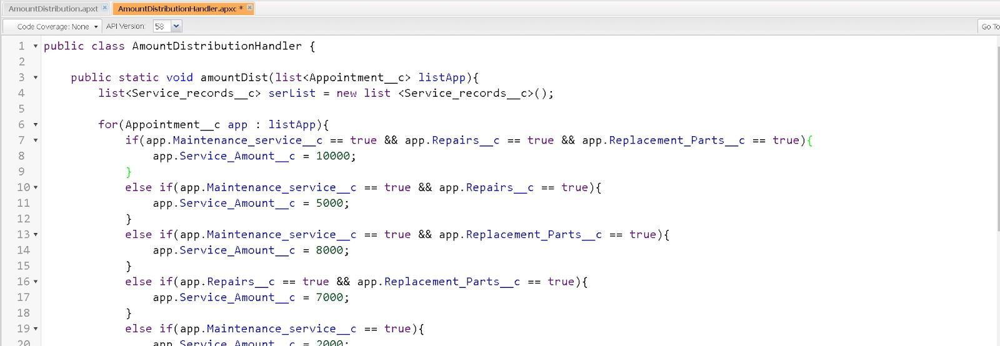 AmountDistribution.apxt AmountDistributionHandler.apxc *
Code Coverage: None API Version: 58 Go To
1 public class AmountDistributionHandler {
2
3 public static void amountDist(list<Appointment__c> listApp){
4 list<Service_records__c> serList = new list <Service_records__c>();
5
6 for(Appointment__c app : listApp){
7 if(app.Maintenance_service__c == true && app.Repairs__c == true && app.Replacement_Parts__c == true){
8 app.Service_Amount__c = 10000;
9 }
10 else if(app.Maintenance_service__c == true && app.Repairs__c == true){
11 app.Service_Amount__c = 5000;
12 }
13 else if(app.Maintenance_service__c == true && app.Replacement_Parts__c == true){
14 app.Service_Amount__c = 8000;
15 }
16 else if(app.Repairs__c == true && app.Replacement_Parts__c == true){
17 app.Service_Amount__c = 7000;
18 }
19 else if(app.Maintenance_service__c == true){
20 app.Service_Amount__c = 2000;